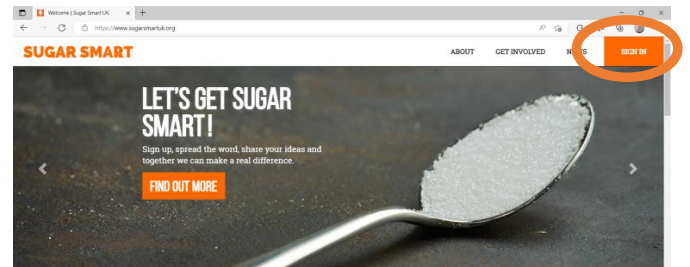 Welcome | Sugar Smart UK
https://www.sugarsmartuk.org
SUGAR SMART
ABOUT GET INVOLVED SIGN IN
LET'S GET SUGAR
SMART!
Sign up, spread the word, share your ideas and
together we can make a real difference.
FIND OUT MORE